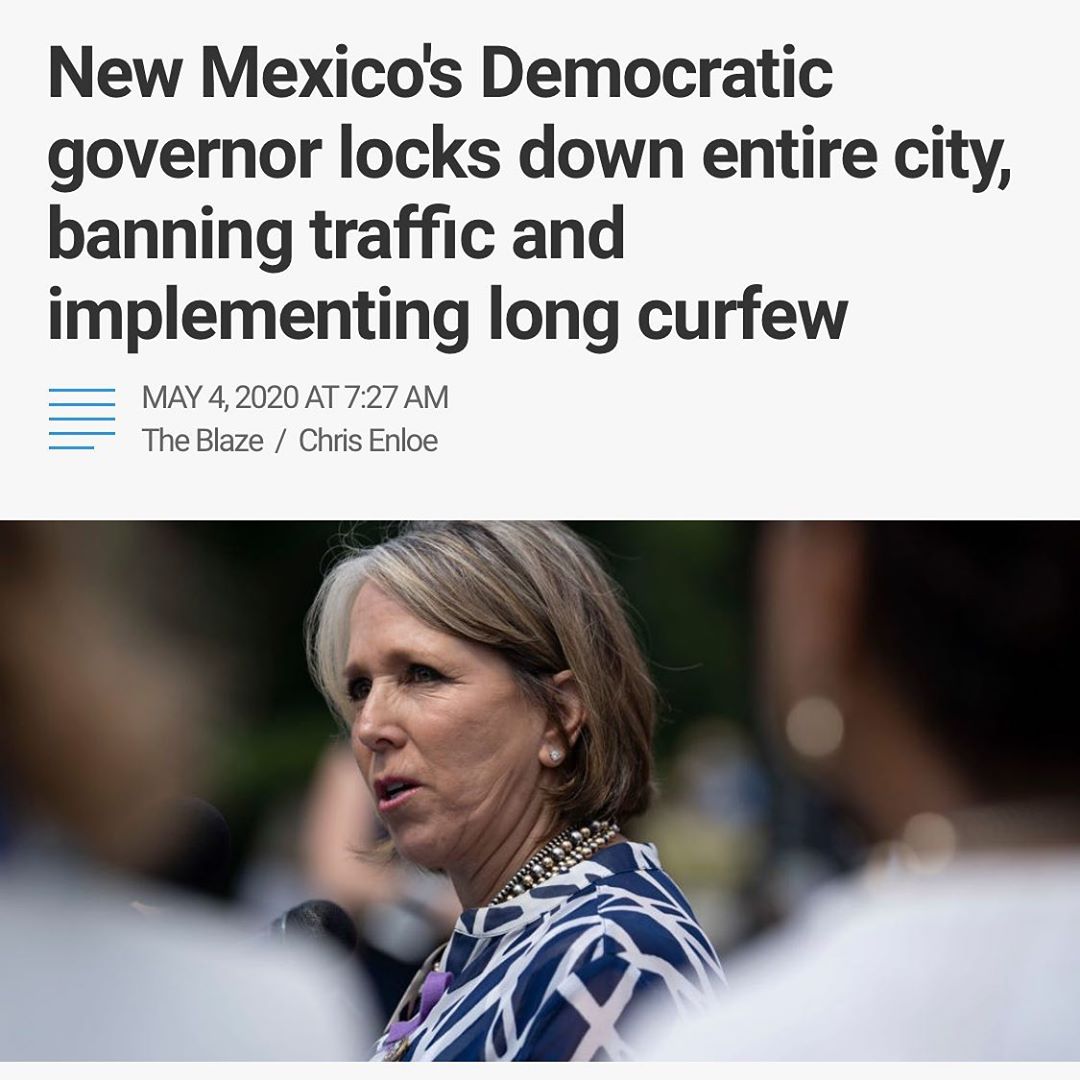 New Mexico's Democratic
governor locks down entire city,
banning traffic and
implementing long curfew
MAY 4, 2020 AT 7:27 AM
The Blaze / Chris Enloe